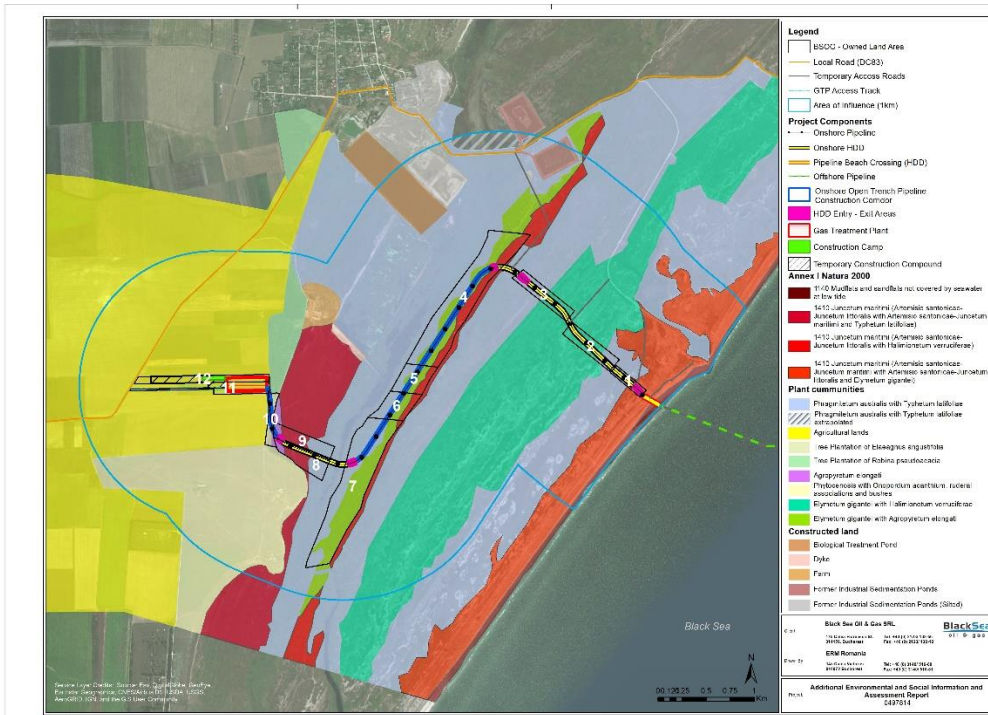 Legend
BSOG - Owned Land Area
Local Road (DC83)
Temporary Access Roads
GTP Access Track
Area of Influence (1km)
Project Components
Onshore Pipeline
Onshore HDD
Pipeline Beach Crossing (HDD)
Offshore Pipeline
Onshore Open Trench Pipeline
Construction Corridor
HDD Entry - Exit Areas
Gas Treatment Plant
Construction Camp
Temporary Construction Compound
Annex I Natura 2000
1140 Mudflats and sandflats not covered by seawater
at low tide
1410 Juncetum maritimi (Artemisio santonicae-
Juncetum littoralis with Artemisio santonicae-Juncetum
maritimi and Typhetum latifoliae)
1410 Juncetum maritimi (Artemisio santonicae-
Juncetum littoralis with Halimionetum verruciferae)
1410 Juncetum maritimi (Artemisio santonicae-Juncetum
maritimi with Artemisio santonicae-Juncetum
littoralis and Elymetum gigantei)
Plant communities
Phragmitetum australis with Typhetum latifoliae
Phragmitetum australis with Typhetum latifoliae
extrapolated
Agricultural lands
Tree Plantation of Elaeagnus angustifolia
Tree Plantation of Robinia pseudoacacia
Agropyretum elongati
Phytocenosis with Onopordum acanthium, ruderal
associations and bushes
Elymetum gigantei with Halimionetum verruciferae
Elymetum gigantei with Agropyretum elongati
Constructed land
Biological Treatment Pond
Dyke
Farm
Former Industrial Sedimentation Ponds
Former Industrial Sedimentation Ponds (Silted)
4
3
2
1
5
6
7
8
9
10
11
12
Black Sea
N
0.5 0.75 1
Km
Black Sea Oil & Gas SRL
BlackSea
oil & gas
ERM Romania
Project
Additional Environmental and Social Information and
Assessment Report
0497814